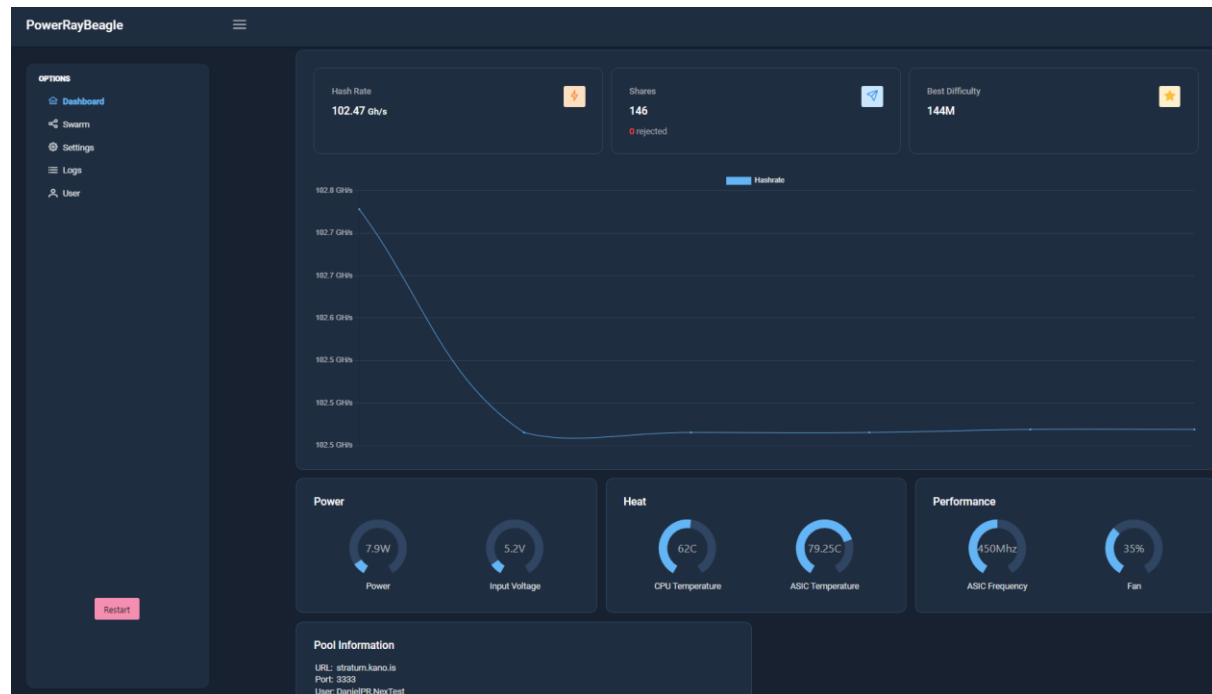 PowerRayBeagle
OPTIONS
Dashboard
Swarm
Settings
Logs
User
Restart
Hash Rate
102.47 Gh/s
Shares
146
0 rejected
Best Difficulty
144M
Hashrate
102.8 GH/s
102.7 GH/s
102.7 GH/s
102.6 GH/s
102.5 GH/s
102.5 GH/s
102.5 GH/s
Power
7.9W
Power
5.2V
Input Voltage
Heat
62C
CPU Temperature
79.25C
ASIC Temperature
Performance
450Mhz
ASIC Frequency
35%
Fan
Pool Information
URL: stratum.kano.is
Port: 3333
User: DanielPR.NexTest